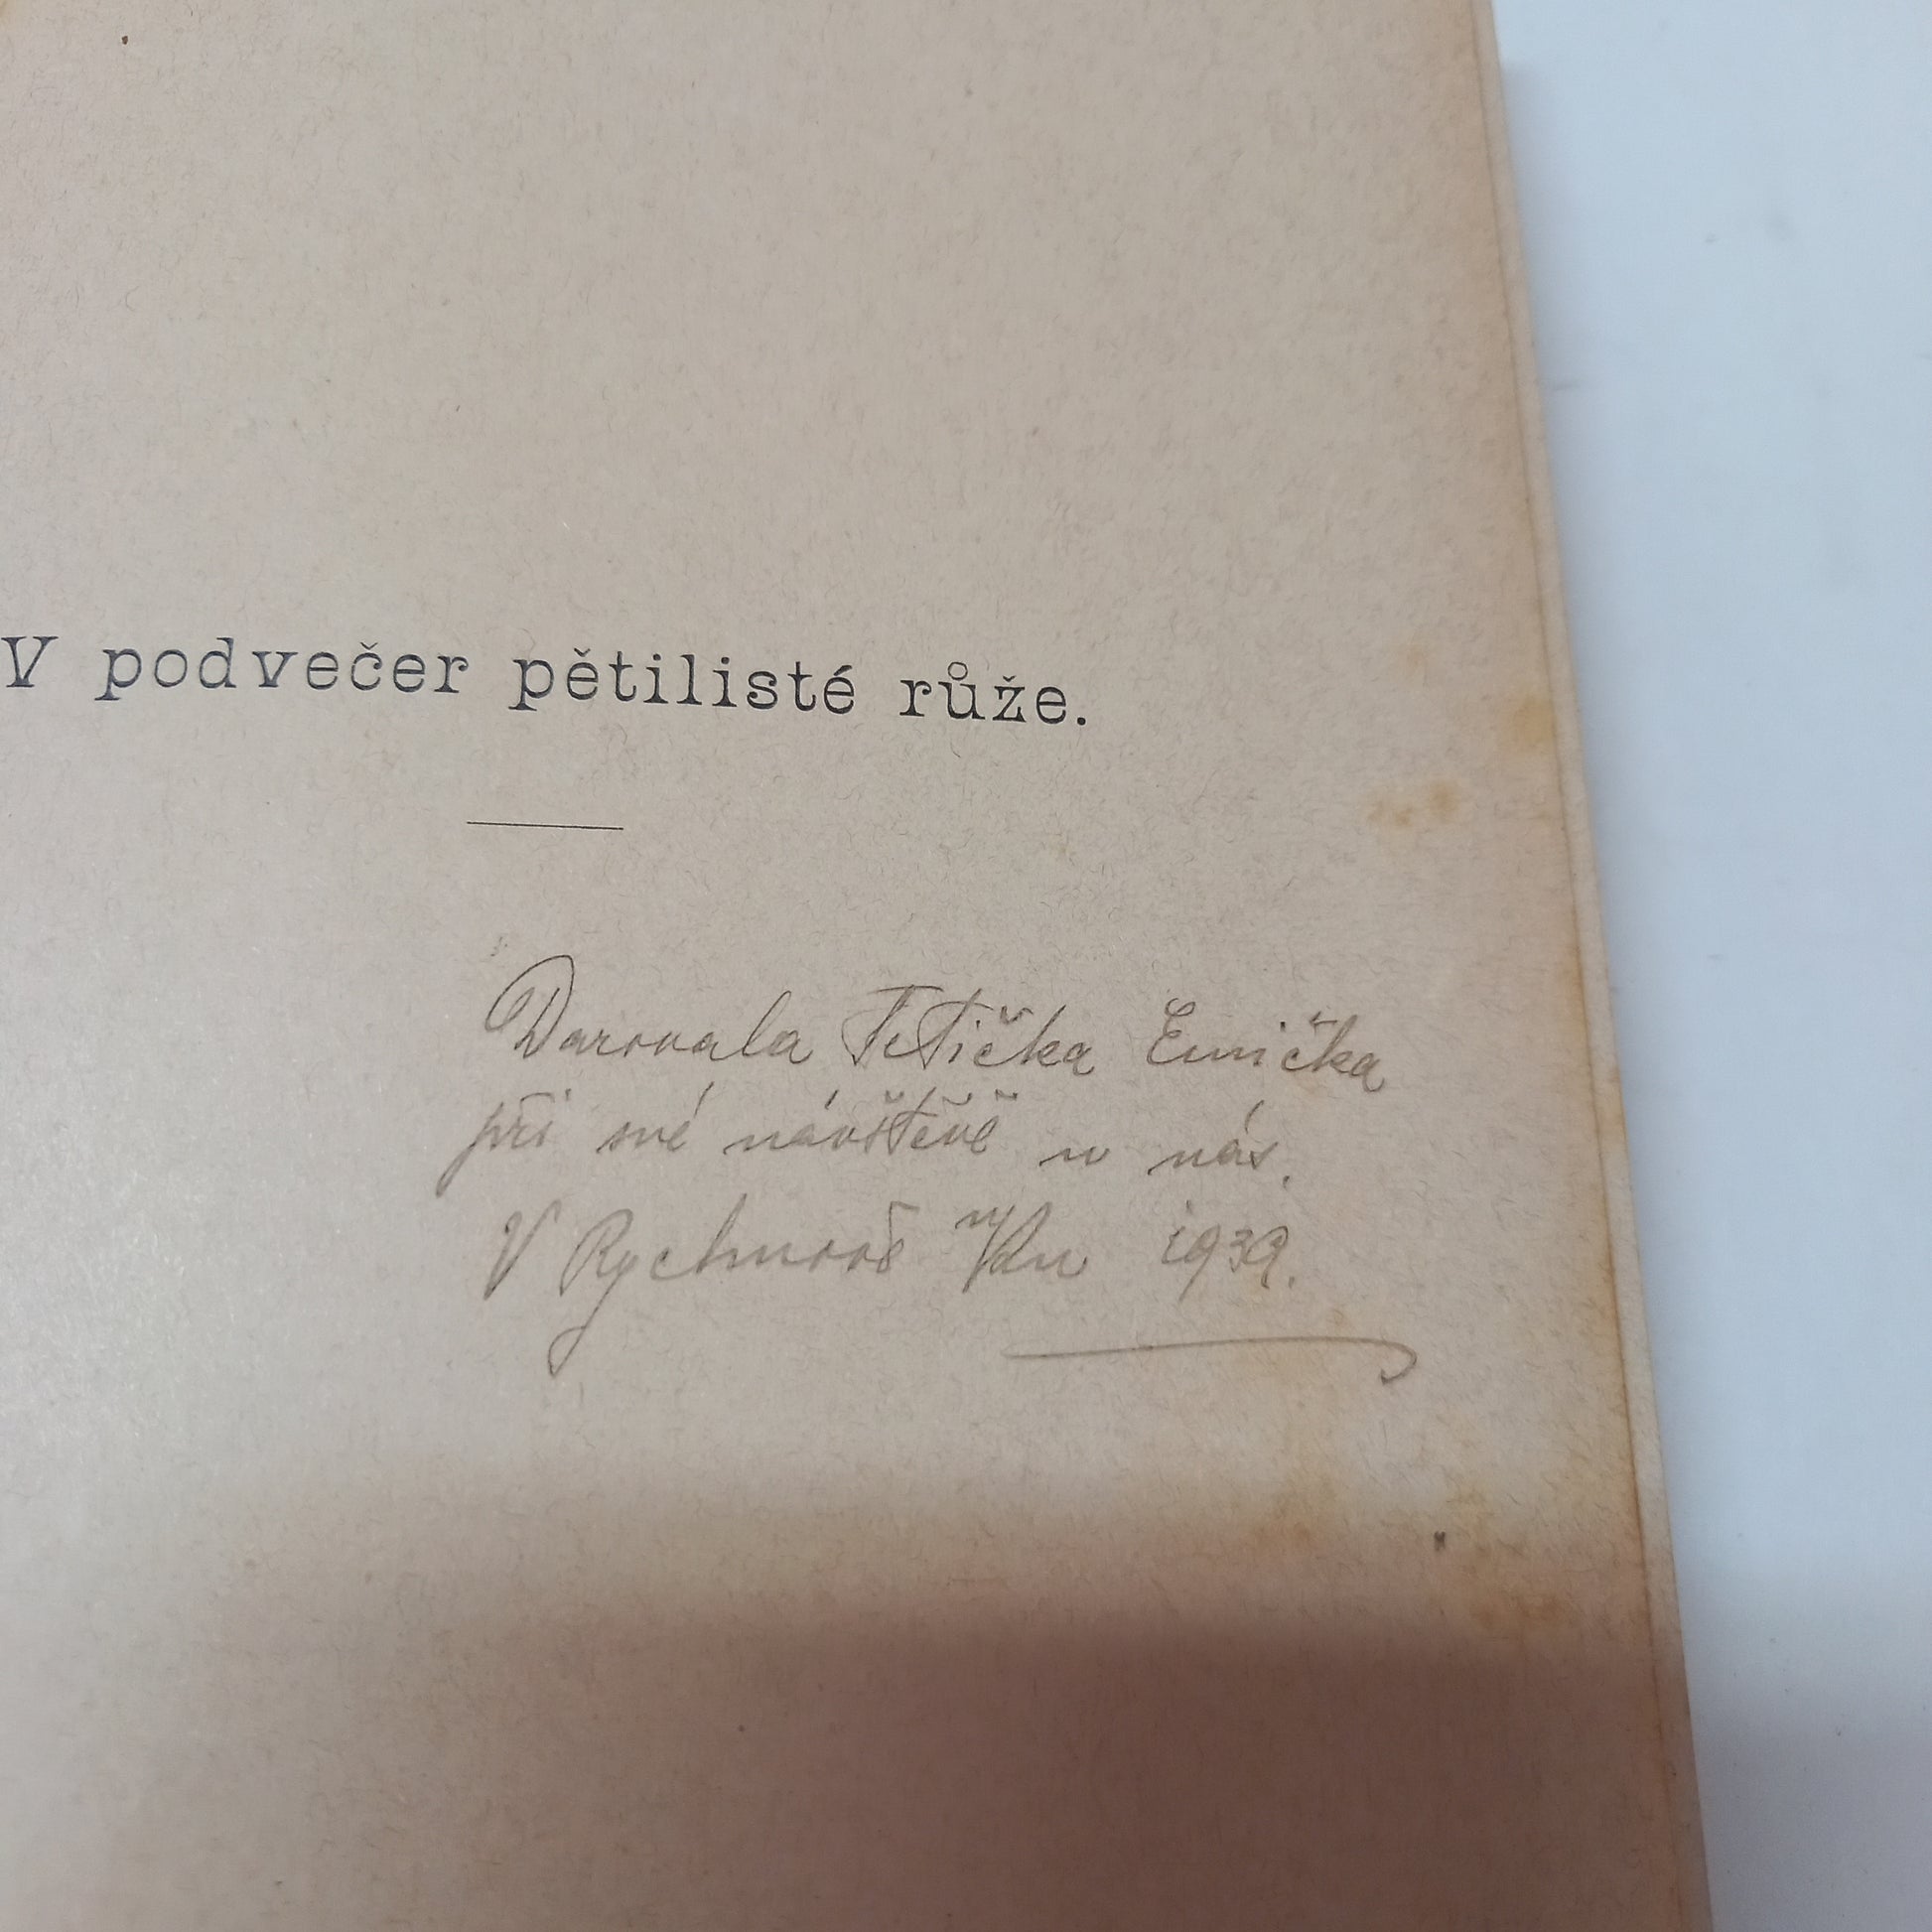 V podvečer pětilisté růže.
Darovala Tetička Emička
při své návštěvě u nás.
V Rychnově n/Kn 1939.